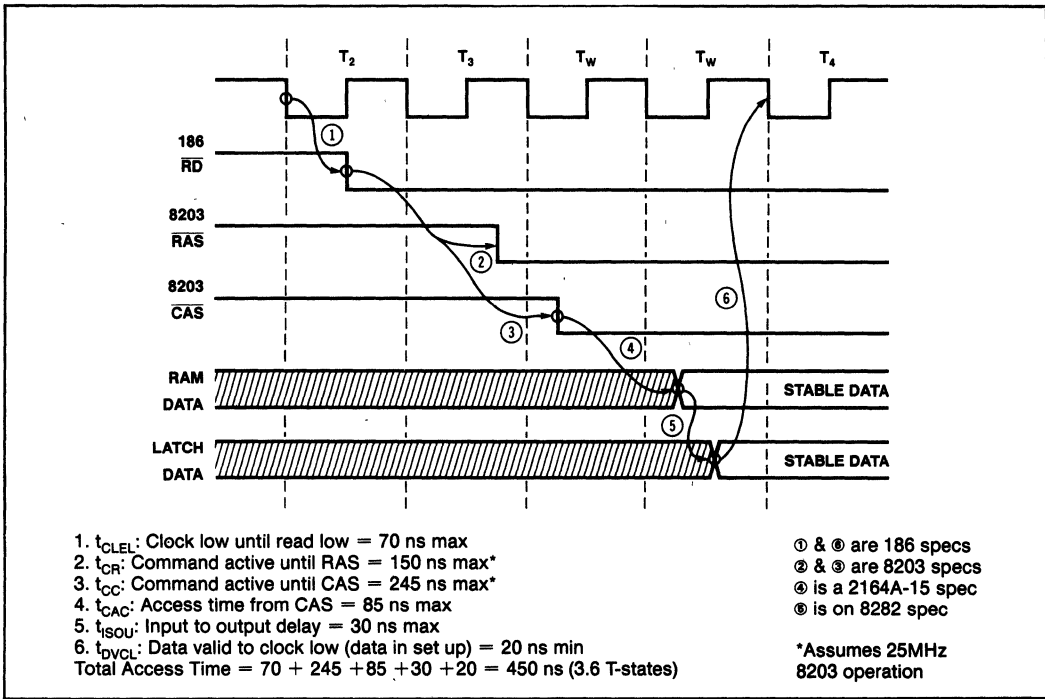 T2 T3 TW TW T4
186
RD
8203
RAS
8203
CAS
RAM
DATA
STABLE DATA
LATCH
DATA
STABLE DATA
①
②
③
④
⑤
⑥
1. tCLEL: Clock low until read low = 70 ns max
2. tCR: Command active until RAS = 150 ns max*
3. tCC: Command active until CAS = 245 ns max*
4. tCAC: Access time from CAS = 85 ns max
5. tISOU: Input to output delay = 30 ns max
6. tDVCL: Data valid to clock low (data in set up) = 20 ns min
Total Access Time = 70 + 245 +85 +30 +20 = 450 ns (3.6 T-states)
① & ⑥ are 186 specs
② & ③ are 8203 specs
④ is a 2164A-15 spec
⑤ is on 8282 spec
*Assumes 25MHz
8203 operation